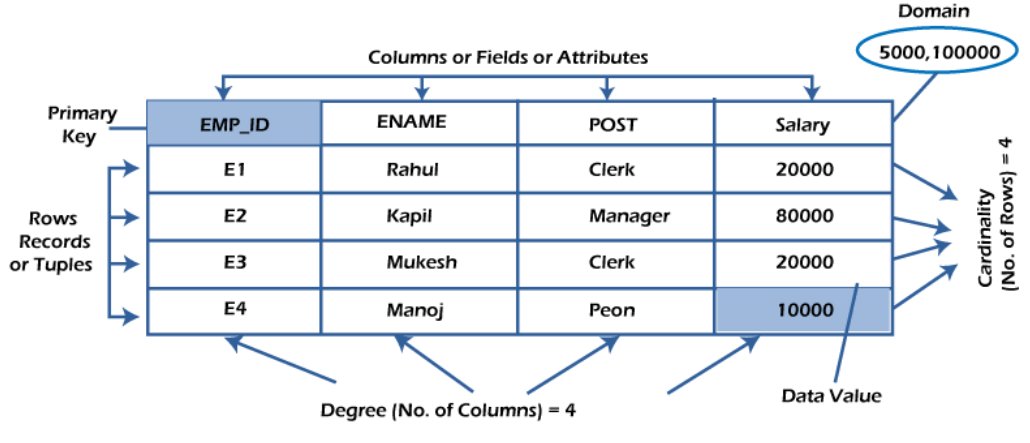 Domain
5000,100000
Columns or Fields or Attributes
Primary
Key
EMP_ID ENAME POST Salary
E1 Rahul Clerk 20000
E2 Kapil Manager 80000
E3 Mukesh Clerk 20000
E4 Manoj Peon 10000
Rows
Records
or Tuples
Cardinality
(No. of Rows) = 4
Degree (No. of Columns) = 4
Data Value